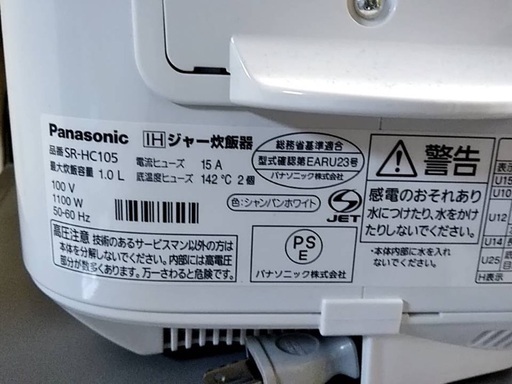 Panasonic IH ジャー炊飯器
品番 SR-HC105
最大炊飯容量 1.0 L
100 V
1100 W
50-60 Hz
電流ヒューズ 15 A
底温度ヒューズ 142 ℃ 2個
総務省基準適合
型式確認第EARU23号
パナソニック株式会社
色：シャンパンホワイト
JET
高圧注意 技術のあるサービスマン以外の方は
本体を分解しないでください。内部には高電圧
部分が数多くあります。万一さわると危険です。
PS
E
パナソニック株式会社
警告
感電のおそれあり
水につけたり、水をかけ
たりしないでください。
・本体内部に水を入れ
ないでください。
表示
U15
U10
U12
U14
U25
H表示